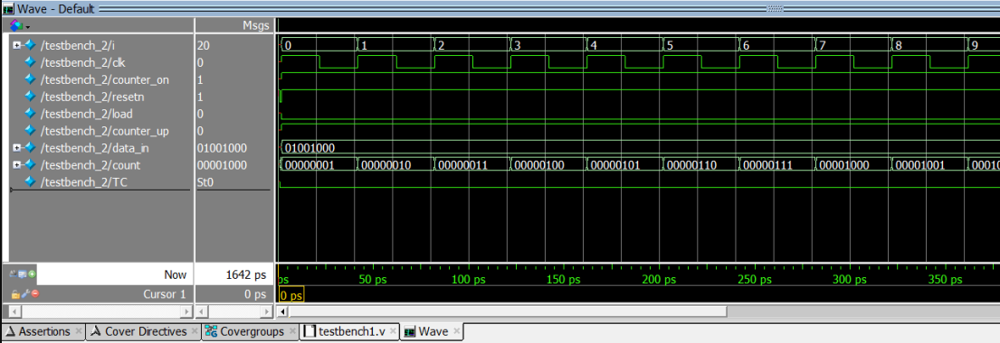 Wave - Default
Msgs
/testbench_2/i 20 0 1 2 3 4 5 6 7 8 9
/testbench_2/clk 0
/testbench_2/counter_on 1
/testbench_2/resetn 1
/testbench_2/load 0
/testbench_2/counter_up 0
/testbench_2/data_in 01001000 01001000
/testbench_2/count 00001000 00000001 00000010 00000011 00000100 00000101 00000110 00000111 00001000 00001001 00010
/testbench_2/TC St0
Now 1642 ps ps 50 ps 100 ps 150 ps 200 ps 250 ps 300 ps 350 ps
Cursor 1 0 ps 0 ps
Assertions Cover Directives Covergroups testbench1.v Wave